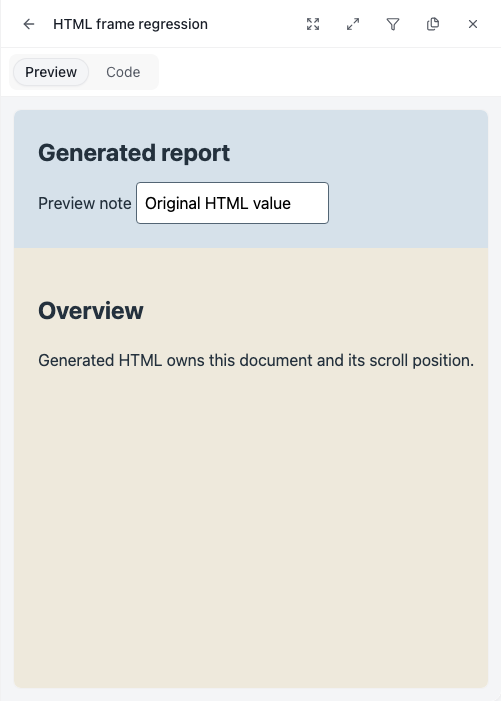 HTML frame regression
Preview Code
Generated report
Preview note Original HTML value
Overview
Generated HTML owns this document and its scroll position.